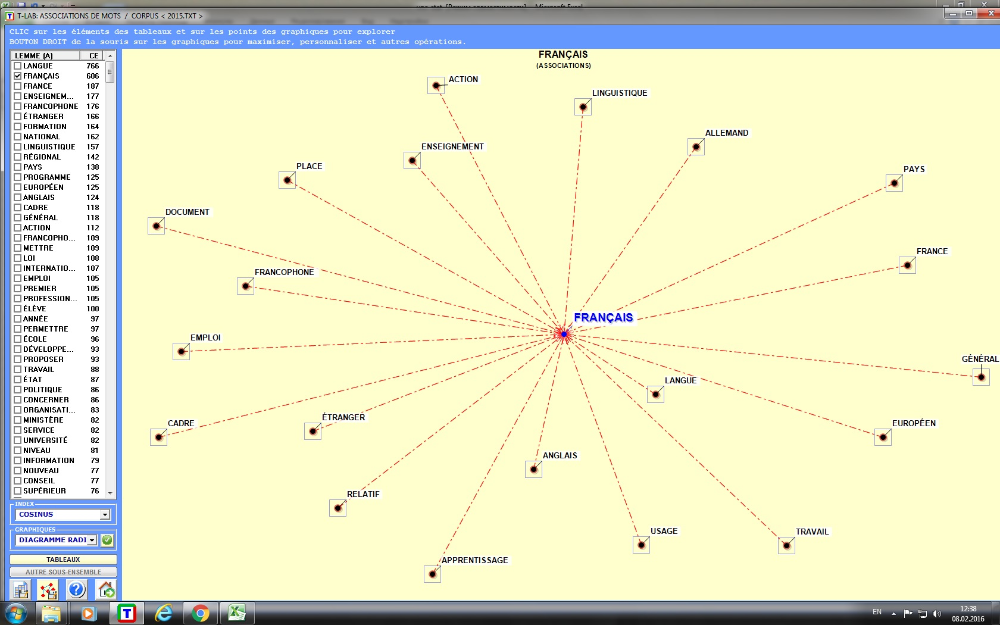 voc-stat [Режим совместимости] - Microsoft Excel
T-LAB: ASSOCIATIONS DE MOTS / CORPUS < 2015.TXT >
CLIC sur les éléments des tableaux et sur les points des graphiques pour explorer
BOUTON DROIT de la souris sur les graphiques pour maximiser, personnaliser et autres opérations.
LEMME (A) CE
LANGUE 766
FRANÇAIS 606
FRANCE 187
ENSEIGNEM... 177
FRANCOPHONE 176
ÉTRANGER 166
FORMATION 164
NATIONAL 162
LINGUISTIQUE 157
RÉGIONAL 142
PAYS 138
PROGRAMME 125
EUROPÉEN 125
ANGLAIS 124
CADRE 118
GÉNÉRAL 118
ACTION 112
FRANCOPHO... 109
METTRE 109
LOI 108
INTERNATIO... 107
EMPLOI 105
PREMIER 105
PROFESSION... 105
ÉLÈVE 100
ANNÉE 97
PERMETTRE 97
ÉCOLE 96
DÉVELOPPE... 93
PROPOSER 93
TRAVAIL 88
ÉTAT 87
POLITIQUE 86
CONCERNER 86
ORGANISATI... 83
MINISTÈRE 82
SERVICE 82
UNIVERSITÉ 82
NIVEAU 81
INFORMATION 79
NOUVEAU 77
CONSEIL 77
SUPÉRIEUR 76
INDEX
COSINUS
GRAPHIQUES
DIAGRAMME RADI
TABLEAUX
AUTRE SOUS-ENSEMBLE
FRANÇAIS
(ASSOCIATIONS)
ACTION
LINGUISTIQUE
ALLEMAND
ENSEIGNEMENT
PLACE
PAYS
DOCUMENT
FRANCE
FRANCOPHONE
FRANÇAIS
EMPLOI
GÉNÉRAL
LANGUE
ÉTRANGER
CADRE
EUROPÉEN
ANGLAIS
RELATIF
USAGE
TRAVAIL
APPRENTISSAGE
EN
12:38
08.02.2016